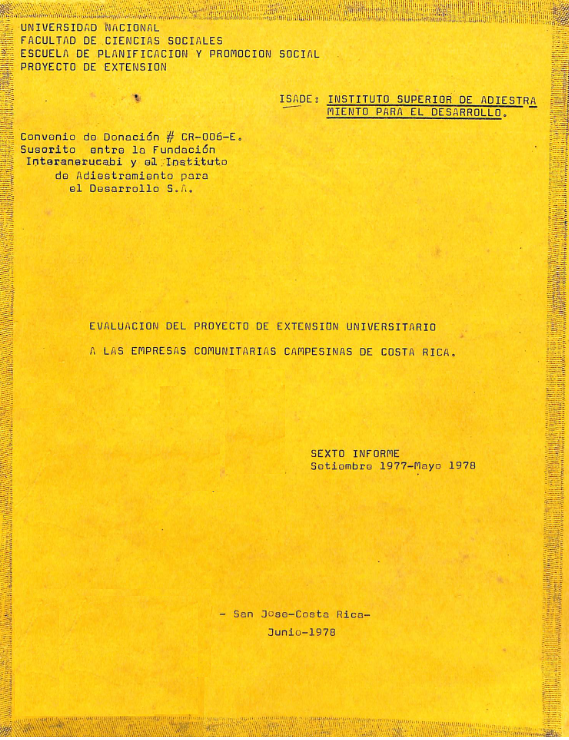 UNIVERSIDAD NACIONAL
FACULTAD DE CIENCIAS SOCIALES
ESCUELA DE PLANIFICACION Y PROMOCION SOCIAL
PROYECTO DE EXTENSION
ISADE: INSTITUTO SUPERIOR DE ADIESTRA
MIENTO PARA EL DESARROLLO.
Convenio de Donación # CR-006-E.
Suscrito entre la Fundación
Interamerucabi y el Instituto
de Adiestramiento para
el Desarrollo S.A.
EVALUACION DEL PROYECTO DE EXTENSION UNIVERSITARIO
A LAS EMPRESAS COMUNITARIAS CAMPESINAS DE COSTA RICA.
SEXTO INFORME
Setiembre 1977-Mayo 1978
- San Jose-Costa Rica-
Junio-1978